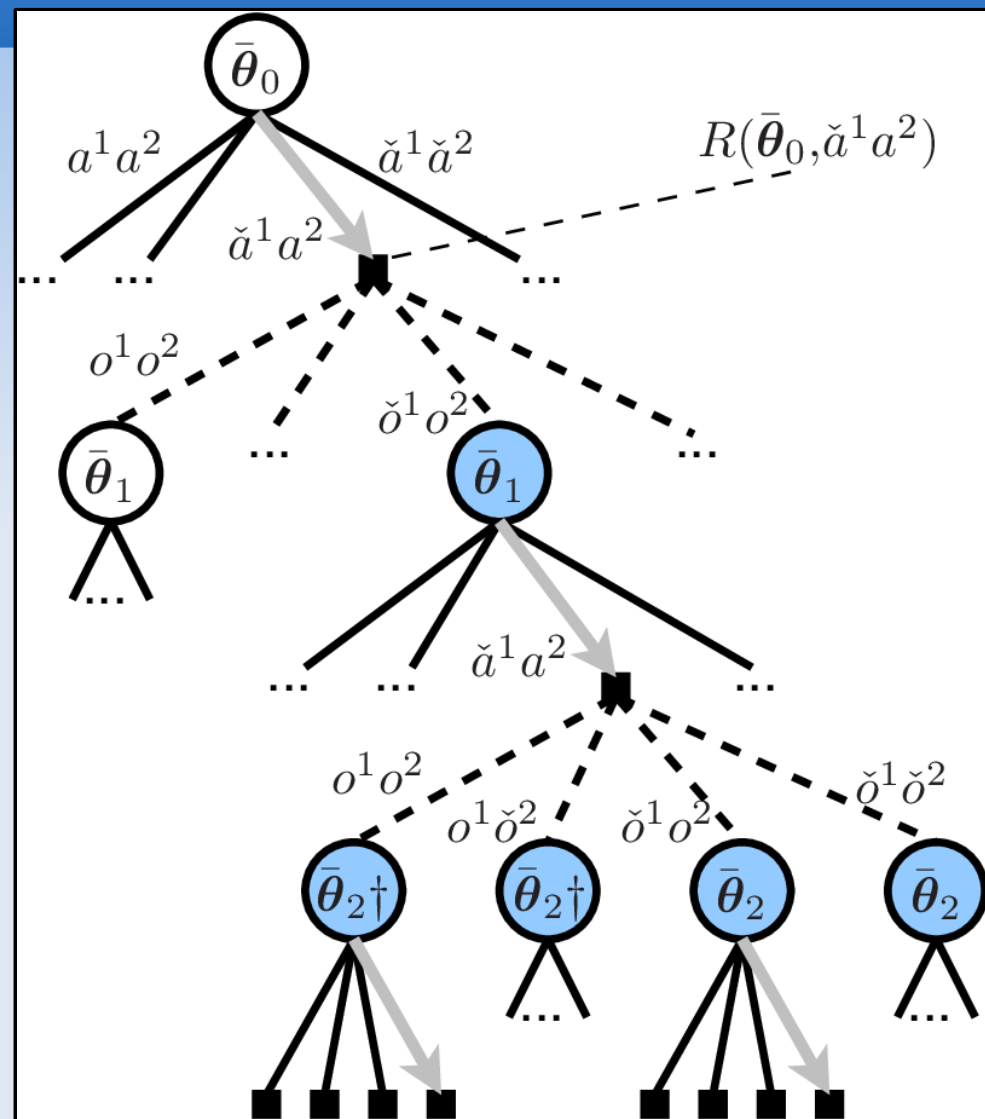 θ̄₀
a¹a² ǎ¹ǎ² R(θ̄₀,ǎ¹a²)
ǎ¹a²
... ... ...
o¹o²
ǒ¹o²
... ...
θ̄₁ θ̄₁
...
ǎ¹a²
... ... ...
o¹o² ǒ¹ǒ²
o¹ǒ² ǒ¹o²
θ̄₂† θ̄₂† θ̄₂ θ̄₂
... ...